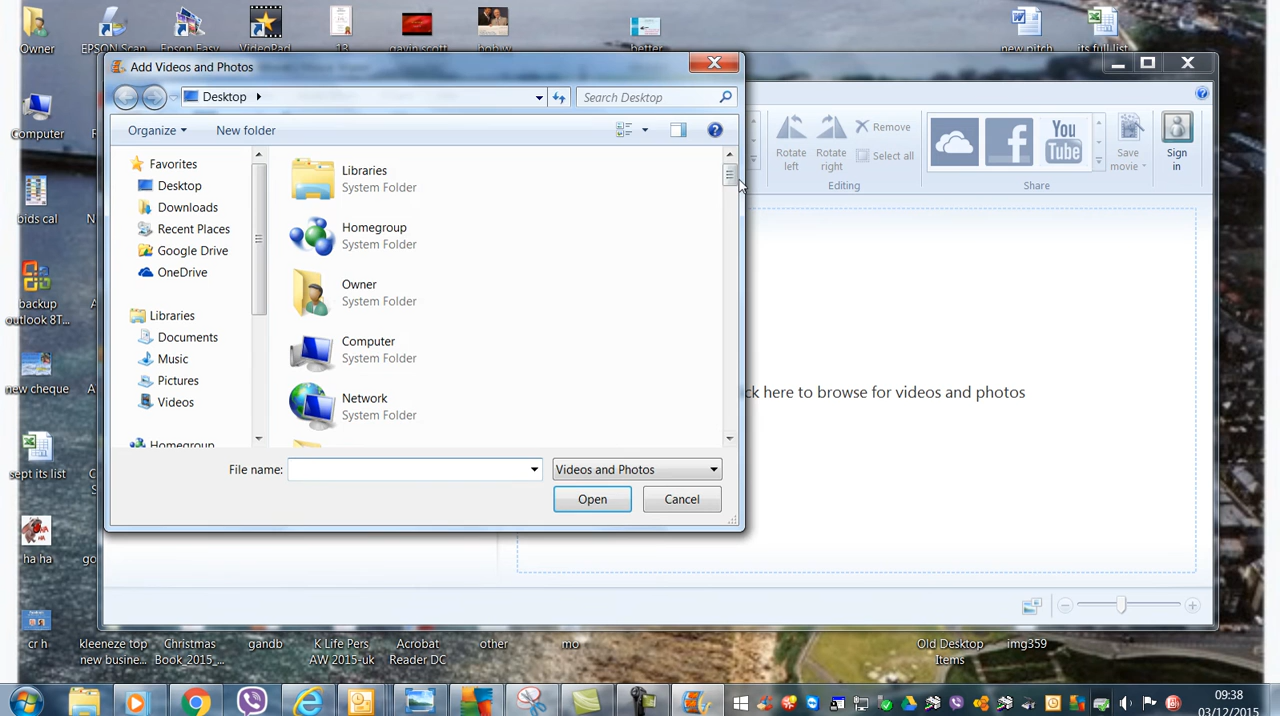 Owner
EPSON Scan
Epson Easy
VideoPad
13
gavin scott
bob w
better
new pitch
its full list
Add Videos and Photos
Desktop
Search Desktop
Organize
New folder
Favorites
Desktop
Downloads
Recent Places
Google Drive
OneDrive
Libraries
Documents
Music
Pictures
Videos
Homegroup
Libraries
System Folder
Homegroup
System Folder
Owner
System Folder
Computer
System Folder
Network
System Folder
File name:
Videos and Photos
Open
Cancel
Rotate
left
Rotate
right
Remove
Select all
Editing
You
Tube
Share
Save
movie
Sign
in
ck here to browse for videos and photos
Computer
bids cal
backup
outlook 8T...
new cheque
sept its list
ha ha
go
cr h
kleeneze top
new busine...
Christmas
Book_2015_...
gandb
K Life Pers
AW 2015-uk
Acrobat
Reader DC
other
mo
Old Desktop
Items
img359
09:38
03/12/2015